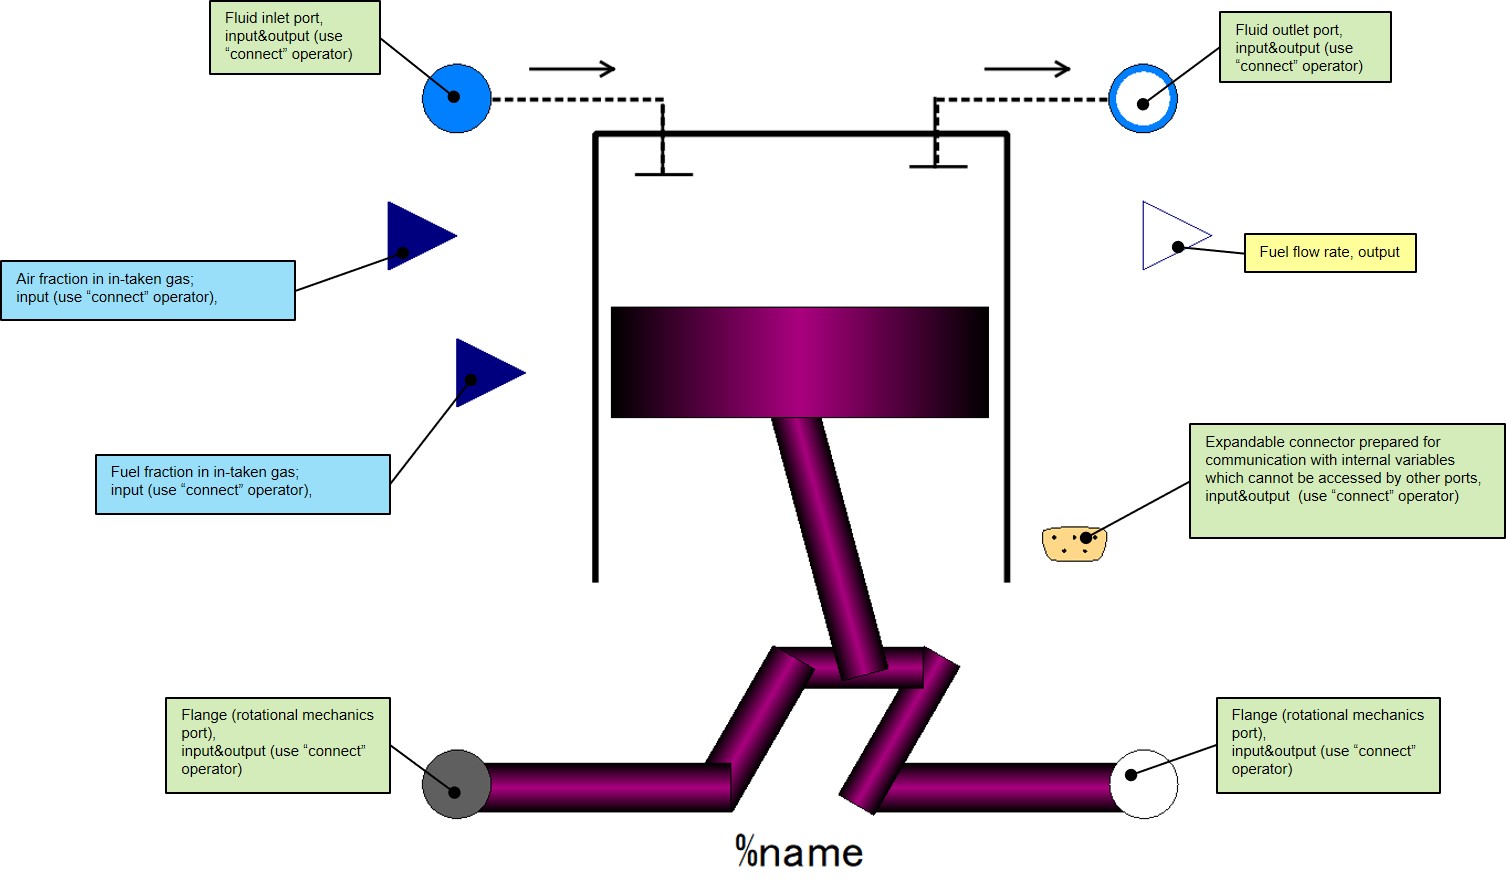 Fluid inlet port,
input&output (use
“connect” operator)
Fluid outlet port,
input&output (use
“connect” operator)
Air fraction in in-taken gas;
input (use “connect” operator),
Fuel flow rate, output
Fuel fraction in in-taken gas;
input (use “connect” operator),
Expandable connector prepared for
communication with internal variables
which cannot be accessed by other ports,
input&output  (use “connect” operator)
Flange (rotational mechanics
port),
input&output (use “connect”
operator)
Flange (rotational mechanics
port),
input&output (use “connect”
operator)
%name